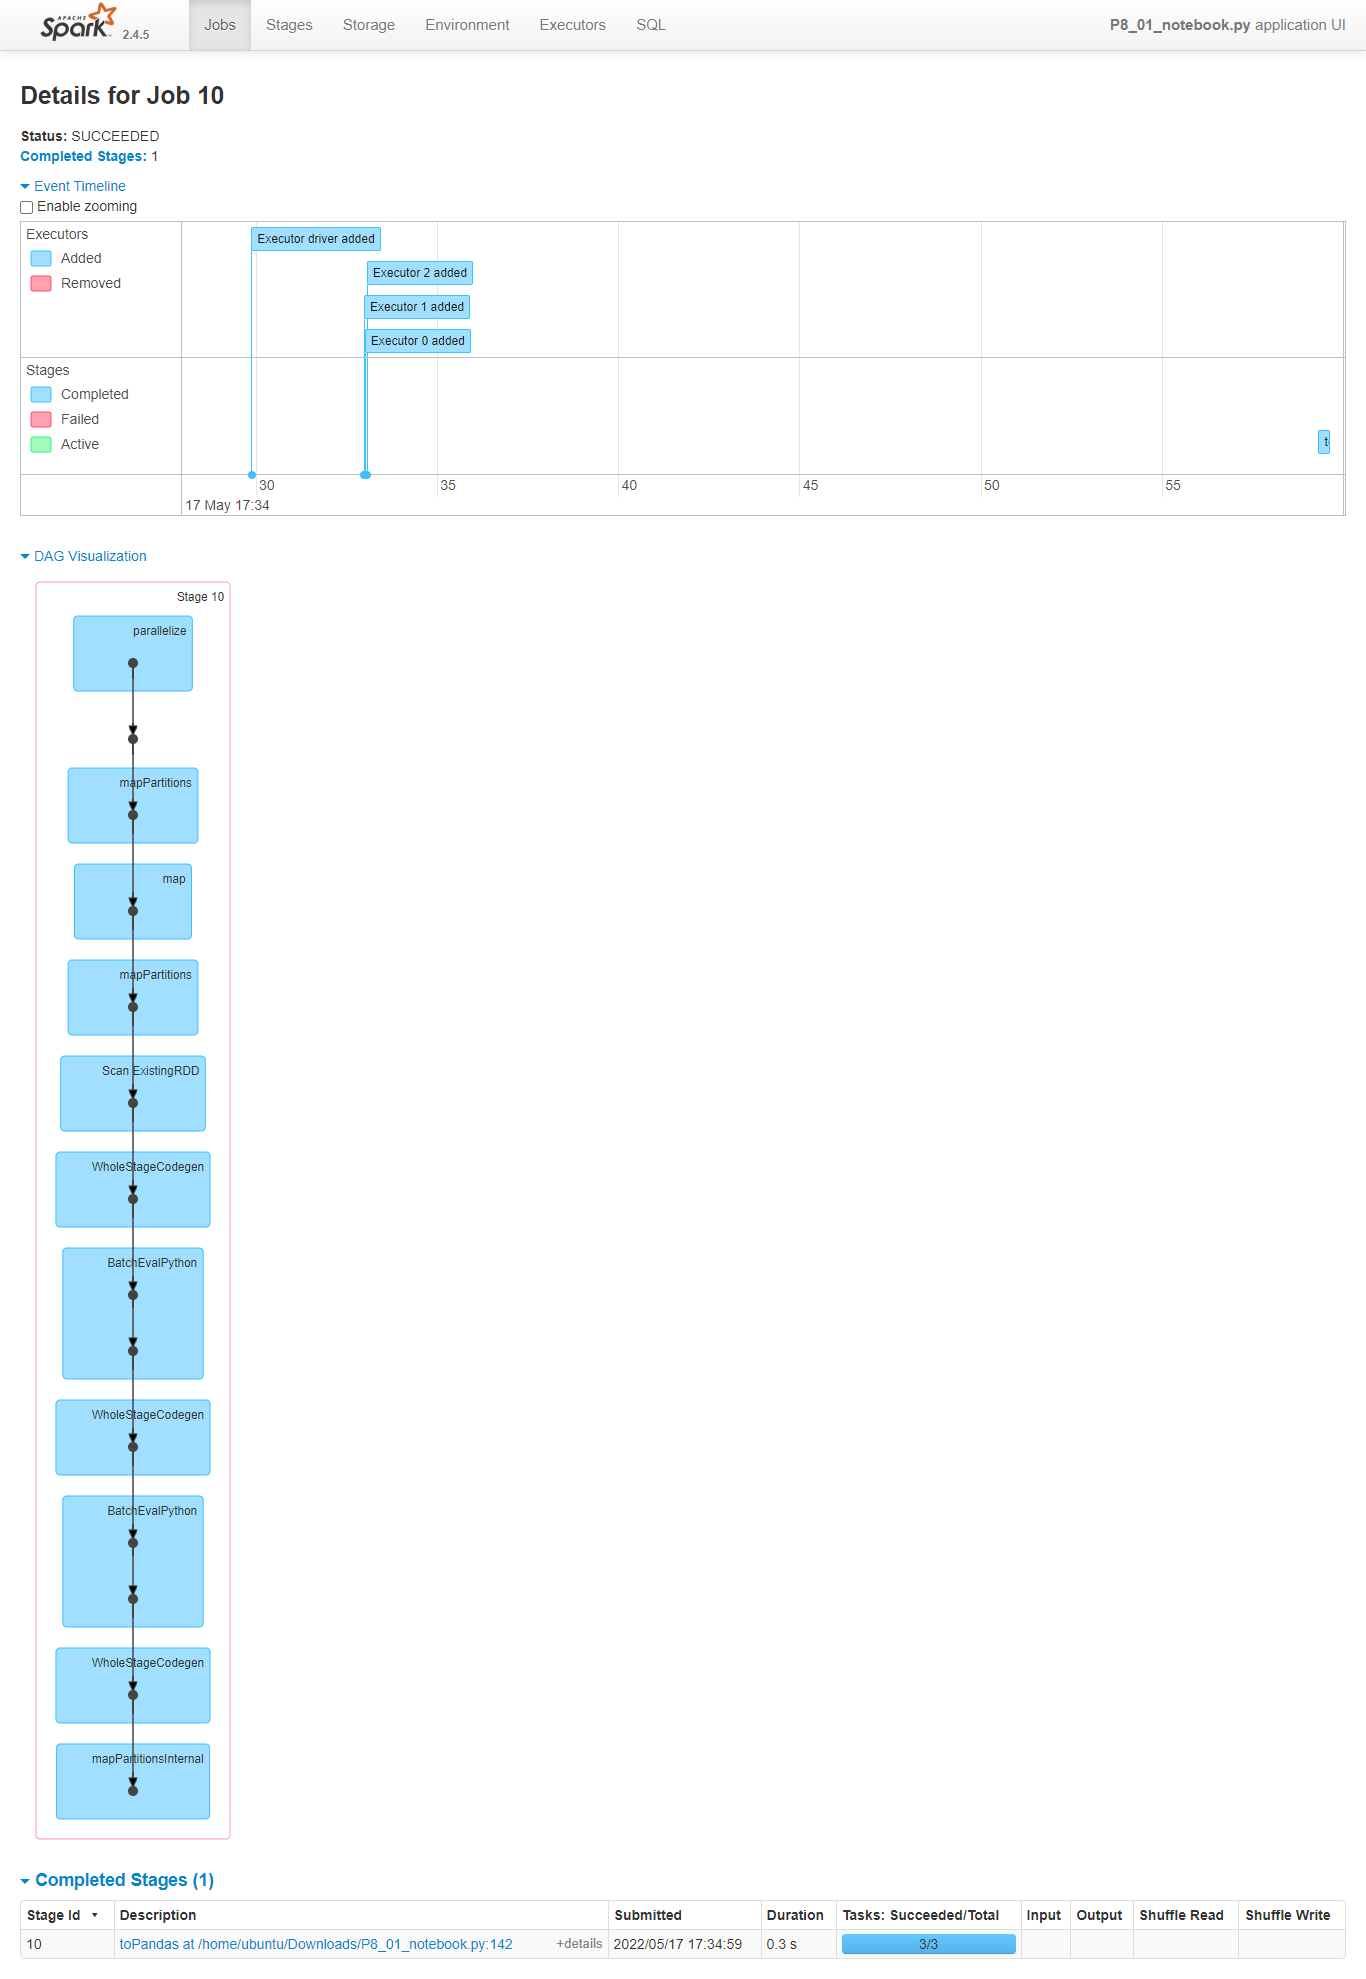 APACHE
Spark 2.4.5 Jobs Stages Storage Environment Executors SQL P8_01_notebook.py application UI
Details for Job 10
Status: SUCCEEDED
Completed Stages: 1
Event Timeline
Enable zooming
Executors
Added
Removed
Executor driver added
Executor 2 added
Executor 1 added
Executor 0 added
Stages
Completed
Failed
Active
t
30 35 40 45 50 55
17 May 17:34
DAG Visualization
Stage 10
parallelize
mapPartitions
map
mapPartitions
Scan ExistingRDD
WholeStageCodegen
BatchEvalPython
WholeStageCodegen
BatchEvalPython
WholeStageCodegen
mapPartitionsInternal
Completed Stages (1)
Stage Id Description Submitted Duration Tasks: Succeeded/Total Input Output Shuffle Read Shuffle Write
10 toPandas at /home/ubuntu/Downloads/P8_01_notebook.py:142 +details 2022/05/17 17:34:59 0.3 s 3/3